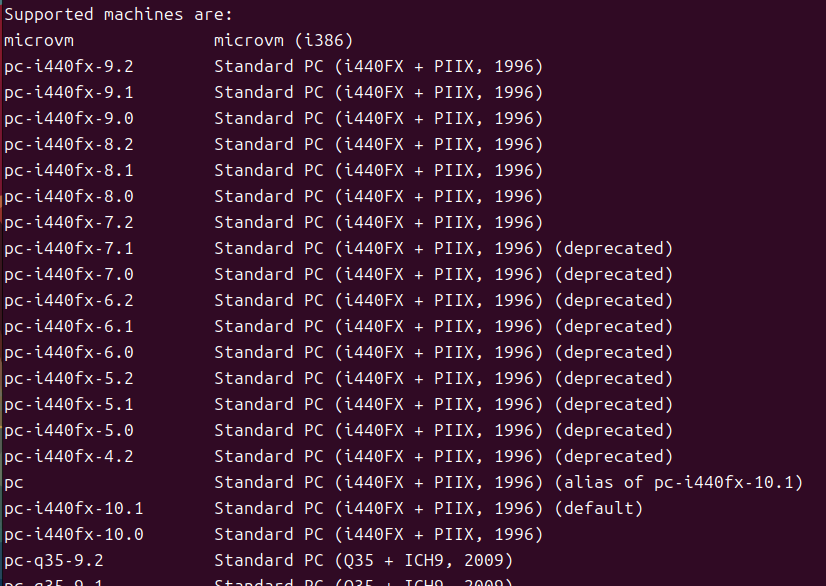 Supported machines are:
microvm microvm (i386)
pc-i440fx-9.2 Standard PC (i440FX + PIIX, 1996)
pc-i440fx-9.1 Standard PC (i440FX + PIIX, 1996)
pc-i440fx-9.0 Standard PC (i440FX + PIIX, 1996)
pc-i440fx-8.2 Standard PC (i440FX + PIIX, 1996)
pc-i440fx-8.1 Standard PC (i440FX + PIIX, 1996)
pc-i440fx-8.0 Standard PC (i440FX + PIIX, 1996)
pc-i440fx-7.2 Standard PC (i440FX + PIIX, 1996)
pc-i440fx-7.1 Standard PC (i440FX + PIIX, 1996) (deprecated)
pc-i440fx-7.0 Standard PC (i440FX + PIIX, 1996) (deprecated)
pc-i440fx-6.2 Standard PC (i440FX + PIIX, 1996) (deprecated)
pc-i440fx-6.1 Standard PC (i440FX + PIIX, 1996) (deprecated)
pc-i440fx-6.0 Standard PC (i440FX + PIIX, 1996) (deprecated)
pc-i440fx-5.2 Standard PC (i440FX + PIIX, 1996) (deprecated)
pc-i440fx-5.1 Standard PC (i440FX + PIIX, 1996) (deprecated)
pc-i440fx-5.0 Standard PC (i440FX + PIIX, 1996) (deprecated)
pc-i440fx-4.2 Standard PC (i440FX + PIIX, 1996) (deprecated)
pc Standard PC (i440FX + PIIX, 1996) (alias of pc-i440fx-10.1)
pc-i440fx-10.1 Standard PC (i440FX + PIIX, 1996) (default)
pc-i440fx-10.0 Standard PC (i440FX + PIIX, 1996)
pc-q35-9.2 Standard PC (Q35 + ICH9, 2009)
pc-q35-9.1 Standard PC (Q35 + ICH9, 2009)